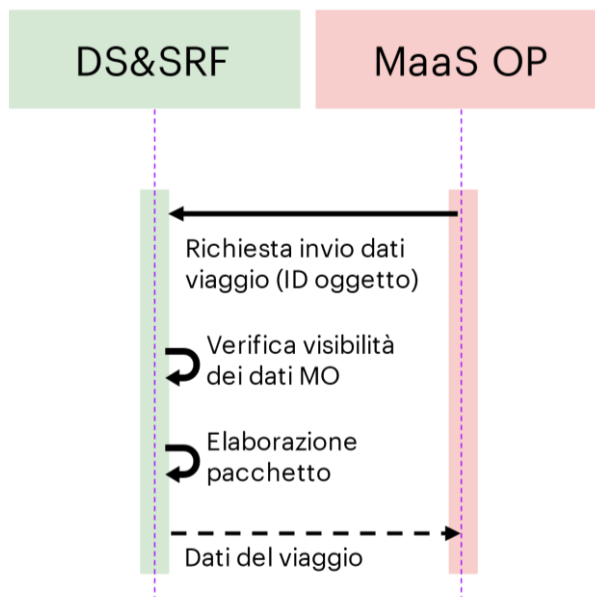 DS&SRF
MaaS OP
Richiesta invio dati
viaggio (ID oggetto)
Verifica visibilità
dei dati MO
Elaborazione
pacchetto
Dati del viaggio